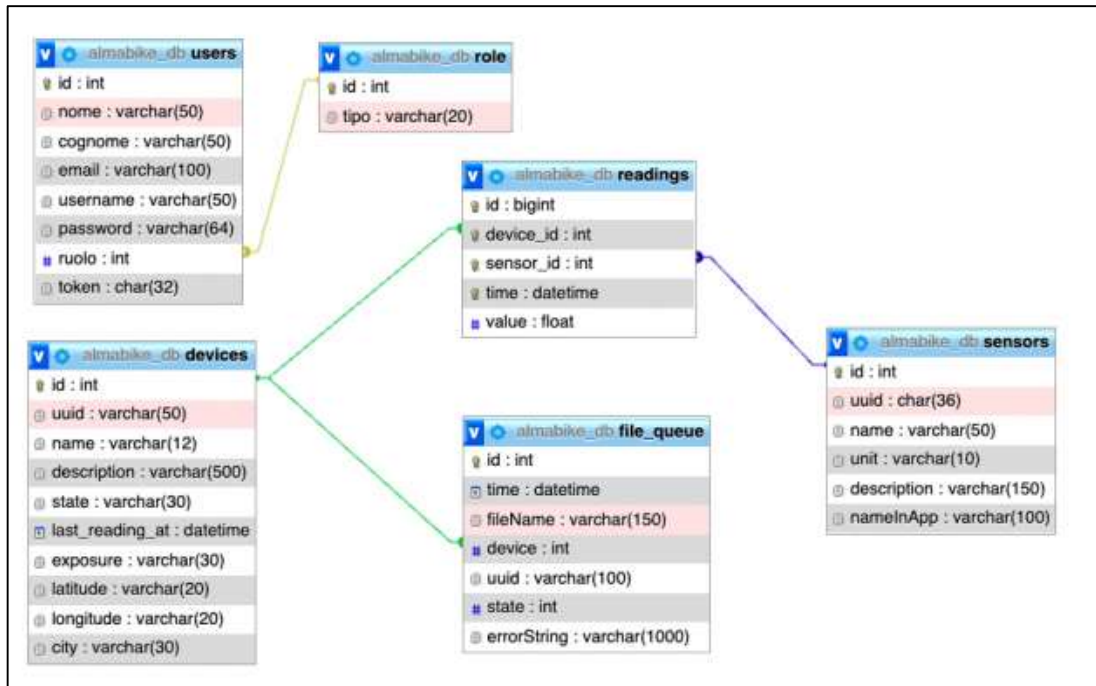 almabike_db users
id : int
nome : varchar(50)
cognome : varchar(50)
email : varchar(100)
username : varchar(50)
password : varchar(64)
ruolo : int
token : char(32)
almabike_db role
id : int
tipo : varchar(20)
almabike_db readings
id : bigint
device_id : int
sensor_id : int
time : datetime
value : float
almabike_db devices
id : int
uuid : varchar(50)
name : varchar(12)
description : varchar(500)
state : varchar(30)
last_reading_at : datetime
exposure : varchar(30)
latitude : varchar(20)
longitude : varchar(20)
city : varchar(30)
almabike_db file_queue
id : int
time : datetime
fileName : varchar(150)
device : int
uuid : varchar(100)
state : int
errorString : varchar(1000)
almabike_db sensors
id : int
uuid : char(36)
name : varchar(50)
unit : varchar(10)
description : varchar(150)
nameInApp : varchar(100)